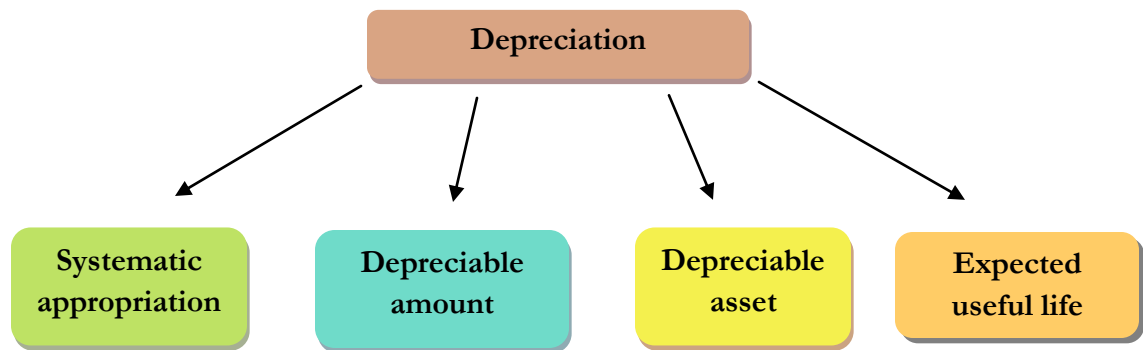 Depreciation
Systematic
appropriation
Depreciable
amount
Depreciable
asset
Expected
useful life